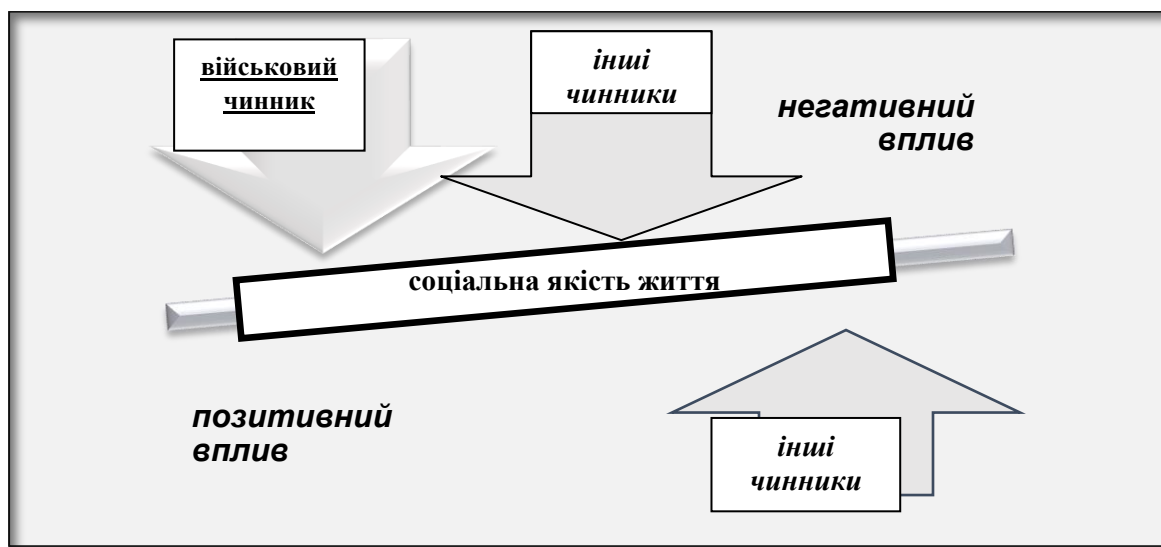 військовий
чинник
інші
чинники
негативний
вплив
соціальна якість життя
позитивний
вплив
інші
чинники